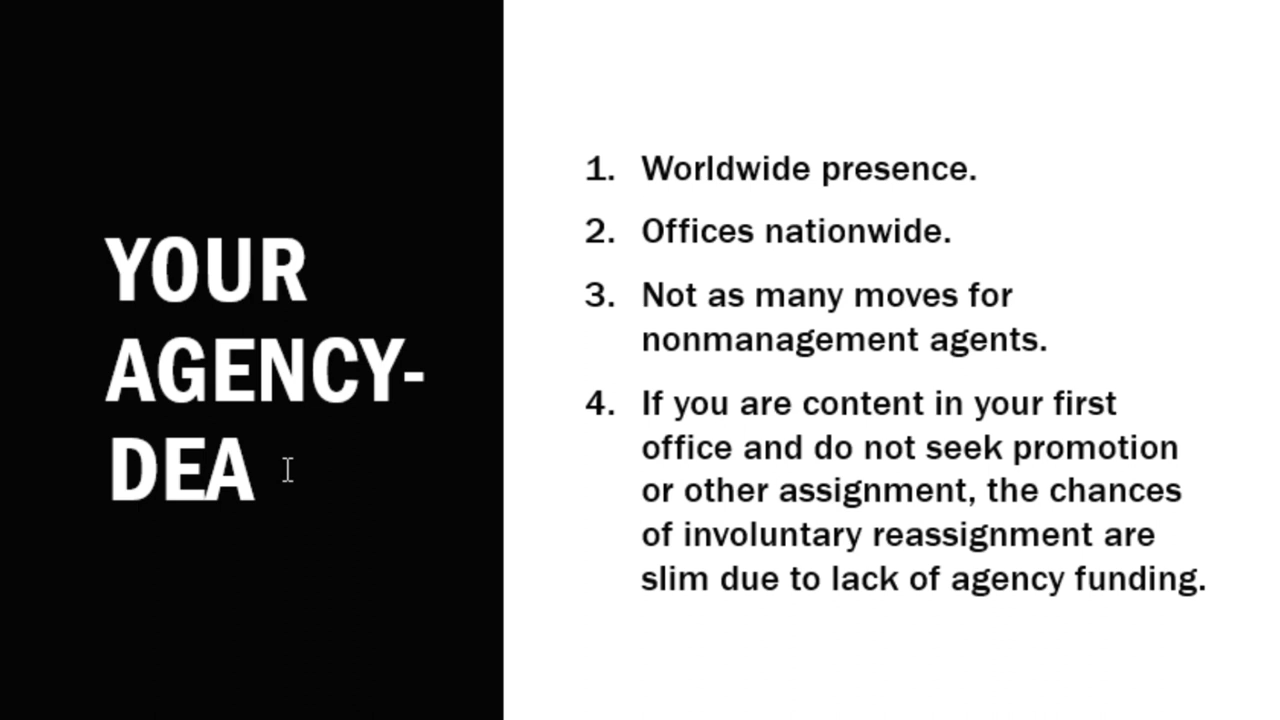 YOUR
AGENCY-
DEA
1. Worldwide presence.
2. Offices nationwide.
3. Not as many moves for
nonmanagement agents.
4. If you are content in your first
office and do not seek promotion
or other assignment, the chances
of involuntary reassignment are
slim due to lack of agency funding.